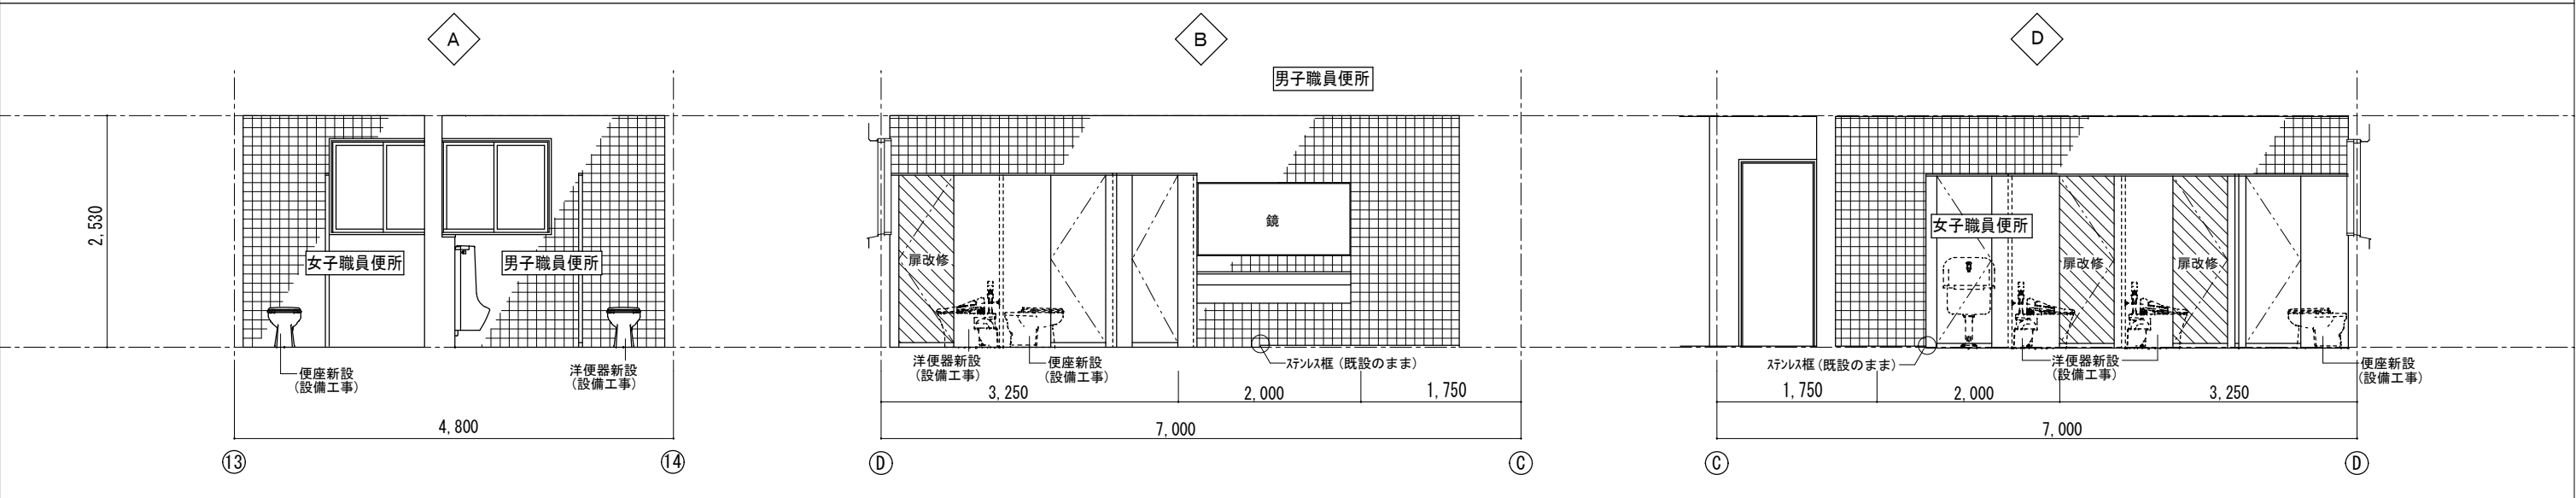 A
B
D
男子職員便所
2,530
鏡
女子職員便所
男子職員便所
扉改修
女子職員便所
扉改修
扉改修
便座新設
(設備工事)
洋便器新設
(設備工事)
洋便器新設
(設備工事)
便座新設
(設備工事)
ｽﾃﾝﾚｽ框 (既設のまま)
ｽﾃﾝﾚｽ框 (既設のまま)
洋便器新設
(設備工事)
便座新設
(設備工事)
3,250
2,000
1,750
1,750
2,000
3,250
4,800
7,000
7,000
13
14
D
C
C
D